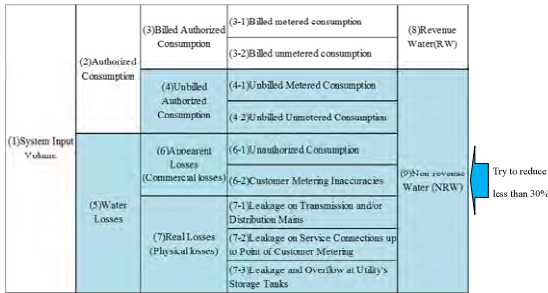 (1)System Input
Volume
(2)Authorized
Consumption
(3)Billed Authorized
Consumption
(3-1)Billed metered consumption
(3-2)Billed unmetered consumption
(8)Revenue
Water(RW)
(4)Unbilled
Authorized
Consumption
(4-1)Unbilled Metered Consumption
(4-2)Unbilled Unmetered Consumption
(5)Water
Losses
(6)Appearent
Losses
(Commercial losses)
(6-1)Unauthorized Consumption
(6-2)Customer Metering Inaccuracies
(7)Real Losses
(Physical losses)
(7-1)Leakage on Transmission and/or
Distribution Mains
(7-2)Leakage on Service Connections up
to Point of Customer Metering
(7-3)Leakage and Overflow at Utility's
Storage Tanks
(9)Non revenue
Water (NRW)
Try to reduce
less than 30%